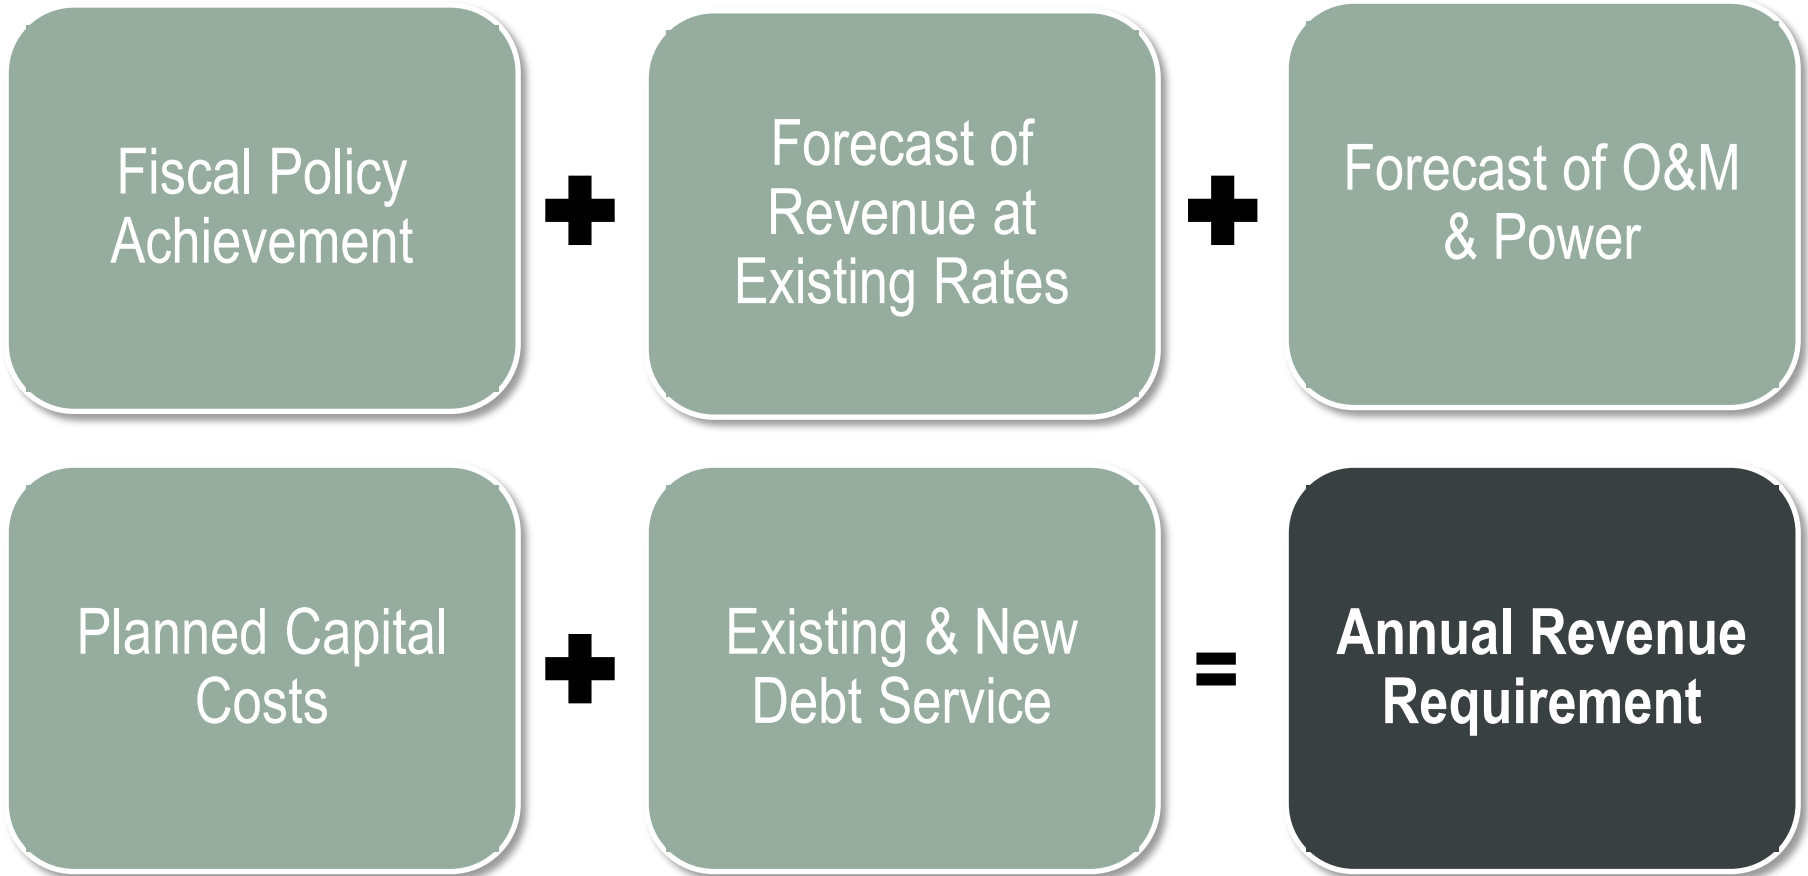 Fiscal Policy
Achievement
+
Forecast of
Revenue at
Existing Rates
+
Forecast of O&M
& Power
Planned Capital
Costs
+
Existing & New
Debt Service
=
Annual Revenue
Requirement